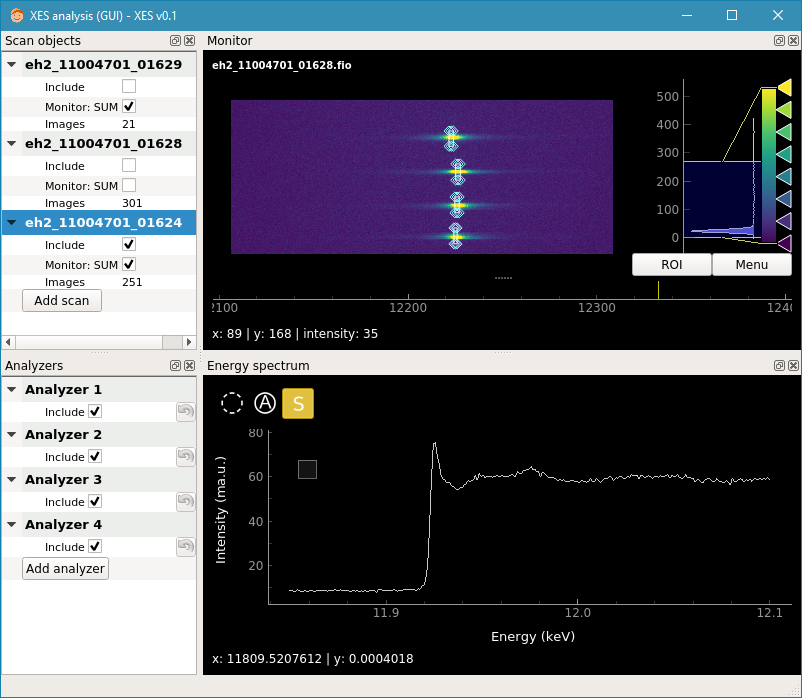 XES analysis (GUI) - XES v0.1
Scan objects
eh2_11004701_01629
Include
Monitor: SUM
Images 21
eh2_11004701_01628
Include
Monitor: SUM
Images 301
eh2_11004701_01624
Include
Monitor: SUM
Images 251
Add scan
Monitor
eh2_11004701_01628.fio
500
400
300
200
100
0
ROI Menu
12200 12300
x: 89 | y: 168 | intensity: 35
Analyzers
Analyzer 1
Include
Analyzer 2
Include
Analyzer 3
Include
Analyzer 4
Include
Add analyzer
Energy spectrum
A S
80
60
40
20
Intensity (ma.u.)
11.9 12.0 12.1
Energy (keV)
x: 11809.5207612 | y: 0.0004018